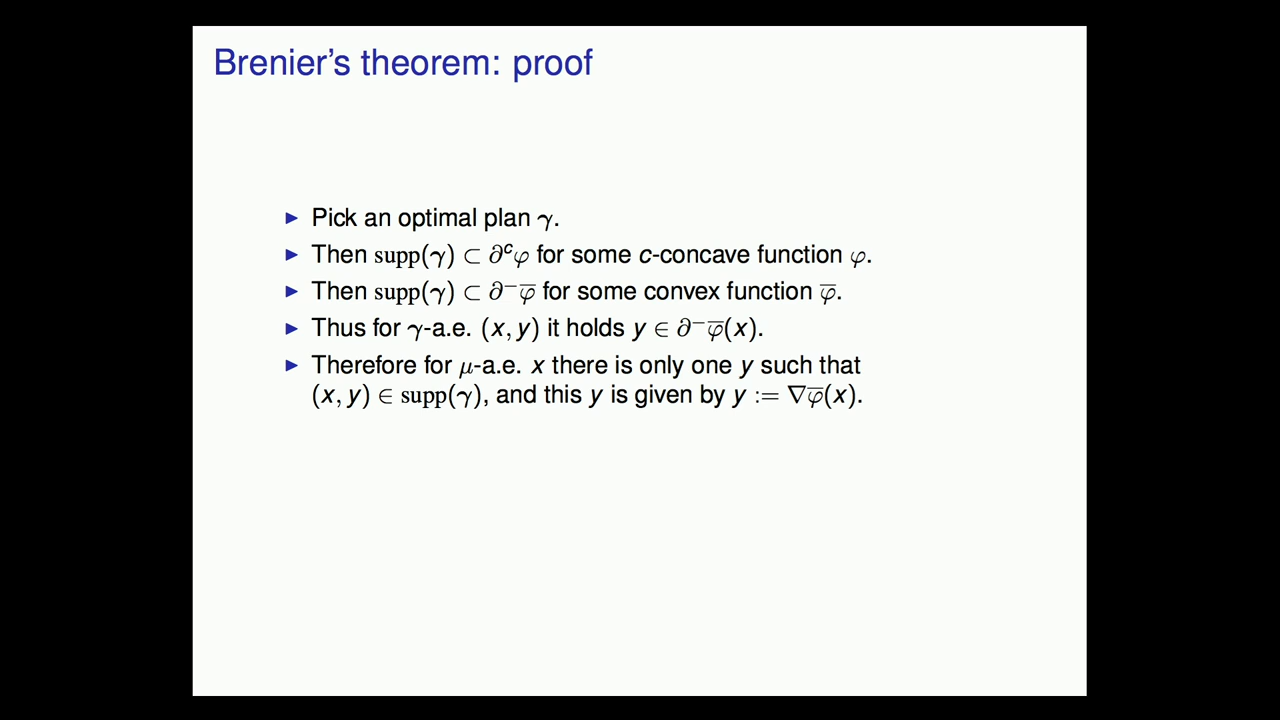 Brenier's theorem: proof
▶ Pick an optimal plan γ.
▶ Then supp(γ) ⊂ ∂ᶜφ for some c-concave function φ.
▶ Then supp(γ) ⊂ ∂⁻φ̅ for some convex function φ̅.
▶ Thus for γ-a.e. (x, y) it holds y ∈ ∂⁻φ̅(x).
▶ Therefore for μ-a.e. x there is only one y such that
(x, y) ∈ supp(γ), and this y is given by y := ∇φ̅(x).